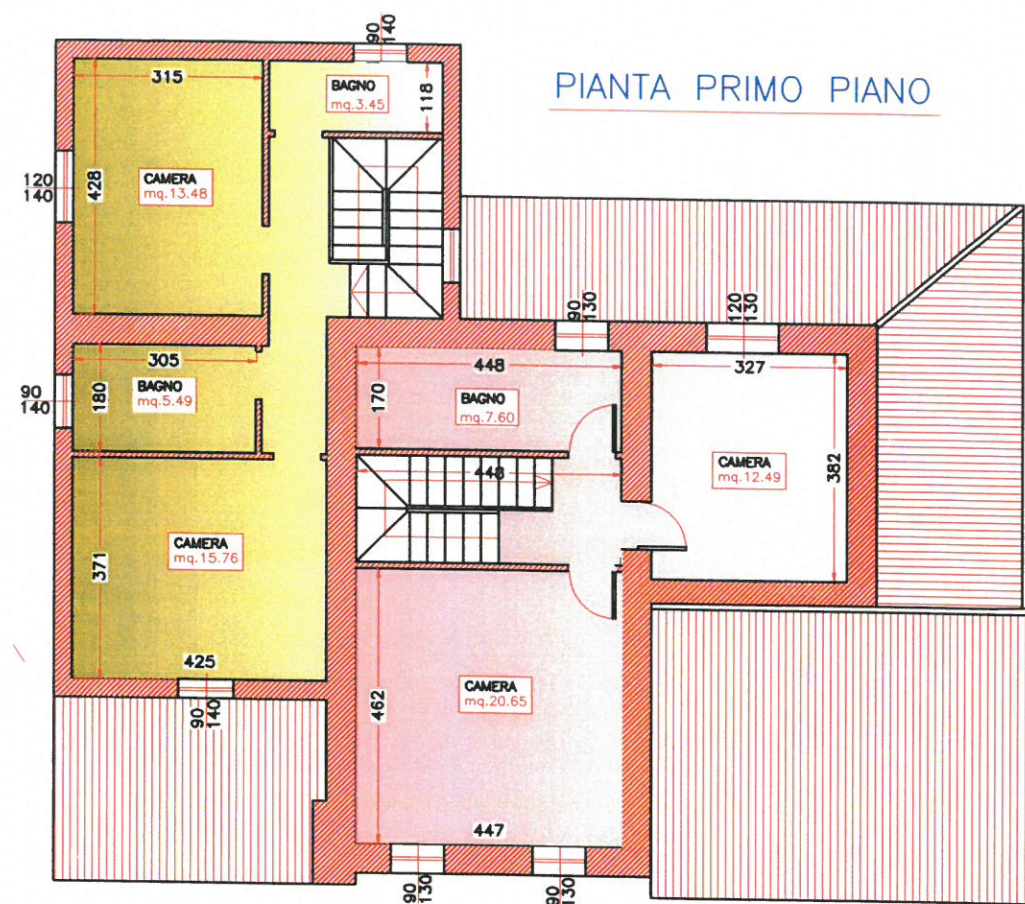 90
140
PIANTA PRIMO PIANO
315
BAGNO
mq.3.45
118
120
140
428
CAMERA
mq.13.48
90
130
120
130
305
BAGNO
mq.5.49
180
90
140
448
170
BAGNO
mq.7.60
327
382
CAMERA
mq.12.49
448
CAMERA
mq.15.76
371
425
90
140
CAMERA
mq.20.65
462
447
90
130
90
130